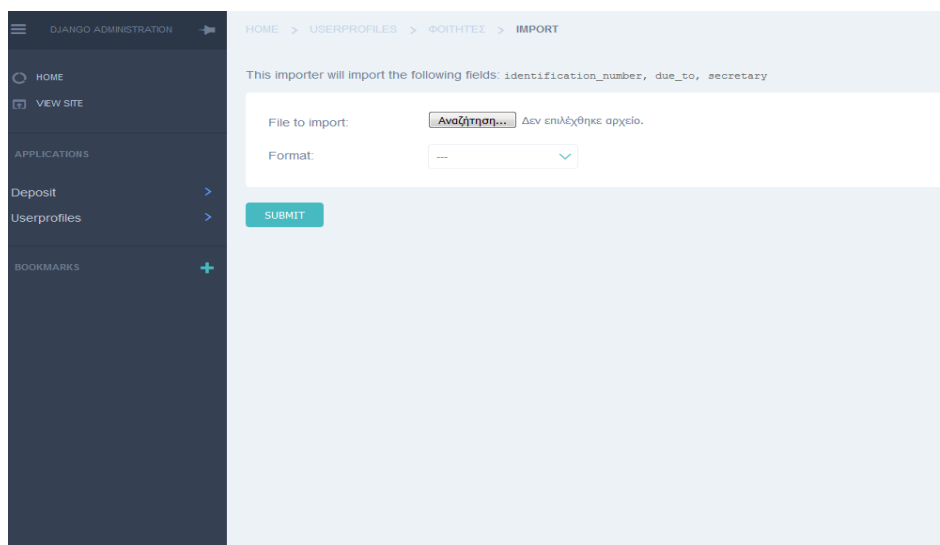 DJANGO ADMINISTRATION
HOME > USERPROFILES > ΦΟΙΤΗΤΕΣ > IMPORT
HOME
VIEW SITE
APPLICATIONS
Deposit >
Userprofiles >
BOOKMARKS +
This importer will import the following fields: identification_number, due_to, secretary
File to import: Αναζήτηση... Δεν επιλέχθηκε αρχείο.
Format: ---
SUBMIT